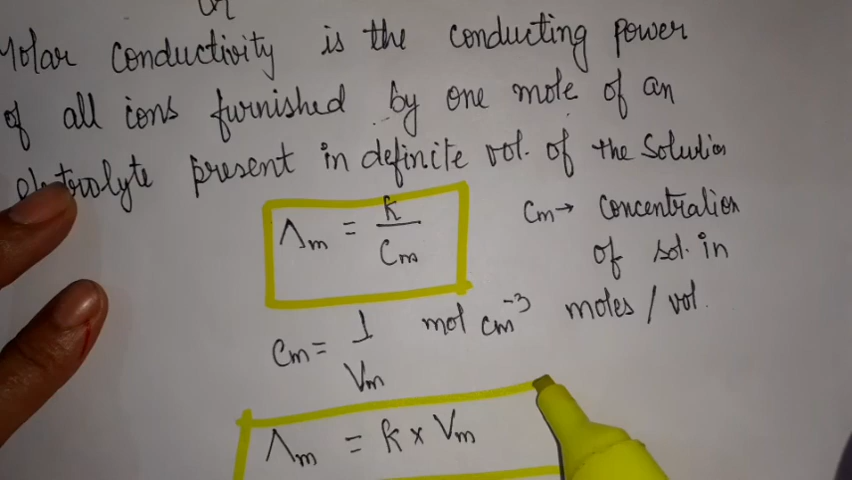 Molar conductivity is the conducting power
of all ions furnished by one mole of an
electrolyte present in definite vol. of the Solution
Λm = k / Cm
Cm → Concentration
of sol. in
moles / vol.
Cm = 1 / Vm mol cm⁻³
Λm = k × Vm